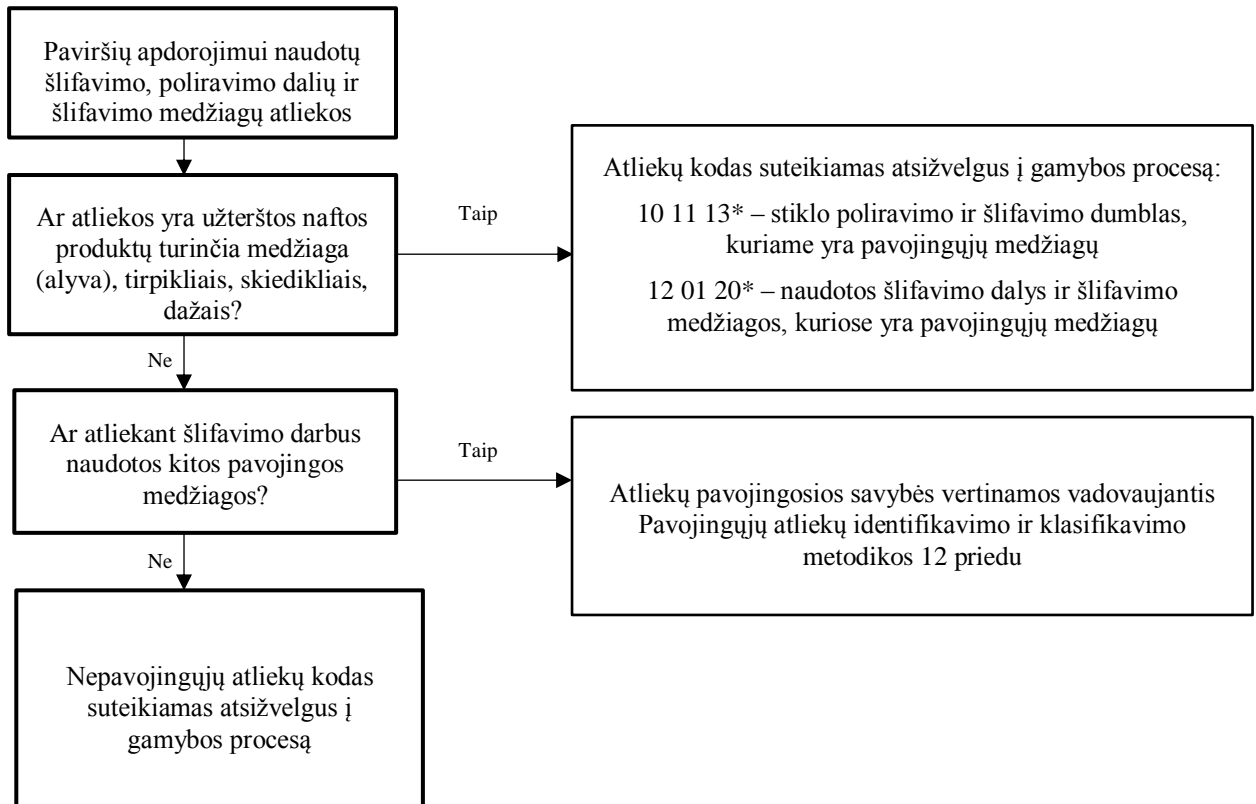 Paviršių apdorojimui naudotų
šlifavimo, poliravimo dalių ir
šlifavimo medžiagų atliekos
Ar atliekos yra užterštos naftos
produktų turinčia medžiaga
(alyva), tirpikliais, skiedikliais,
dažais?
Taip
Atliekų kodas suteikiamas atsižvelgus į gamybos procesą:
10 11 13* – stiklo poliravimo ir šlifavimo dumblas,
kuriame yra pavojingųjų medžiagų
12 01 20* – naudotos šlifavimo dalys ir šlifavimo
medžiagos, kuriose yra pavojingųjų medžiagų
Ne
Ar atliekant šlifavimo darbus
naudotos kitos pavojingos
medžiagos?
Taip
Atliekų pavojingosios savybės vertinamos vadovaujantis
Pavojingųjų atliekų identifikavimo ir klasifikavimo
metodikos 12 priedu
Ne
Nepavojingųjų atliekų kodas
suteikiamas atsižvelgus į
gamybos procesą